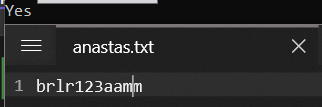 Yes
anastas.txt
1 brlr123aamm